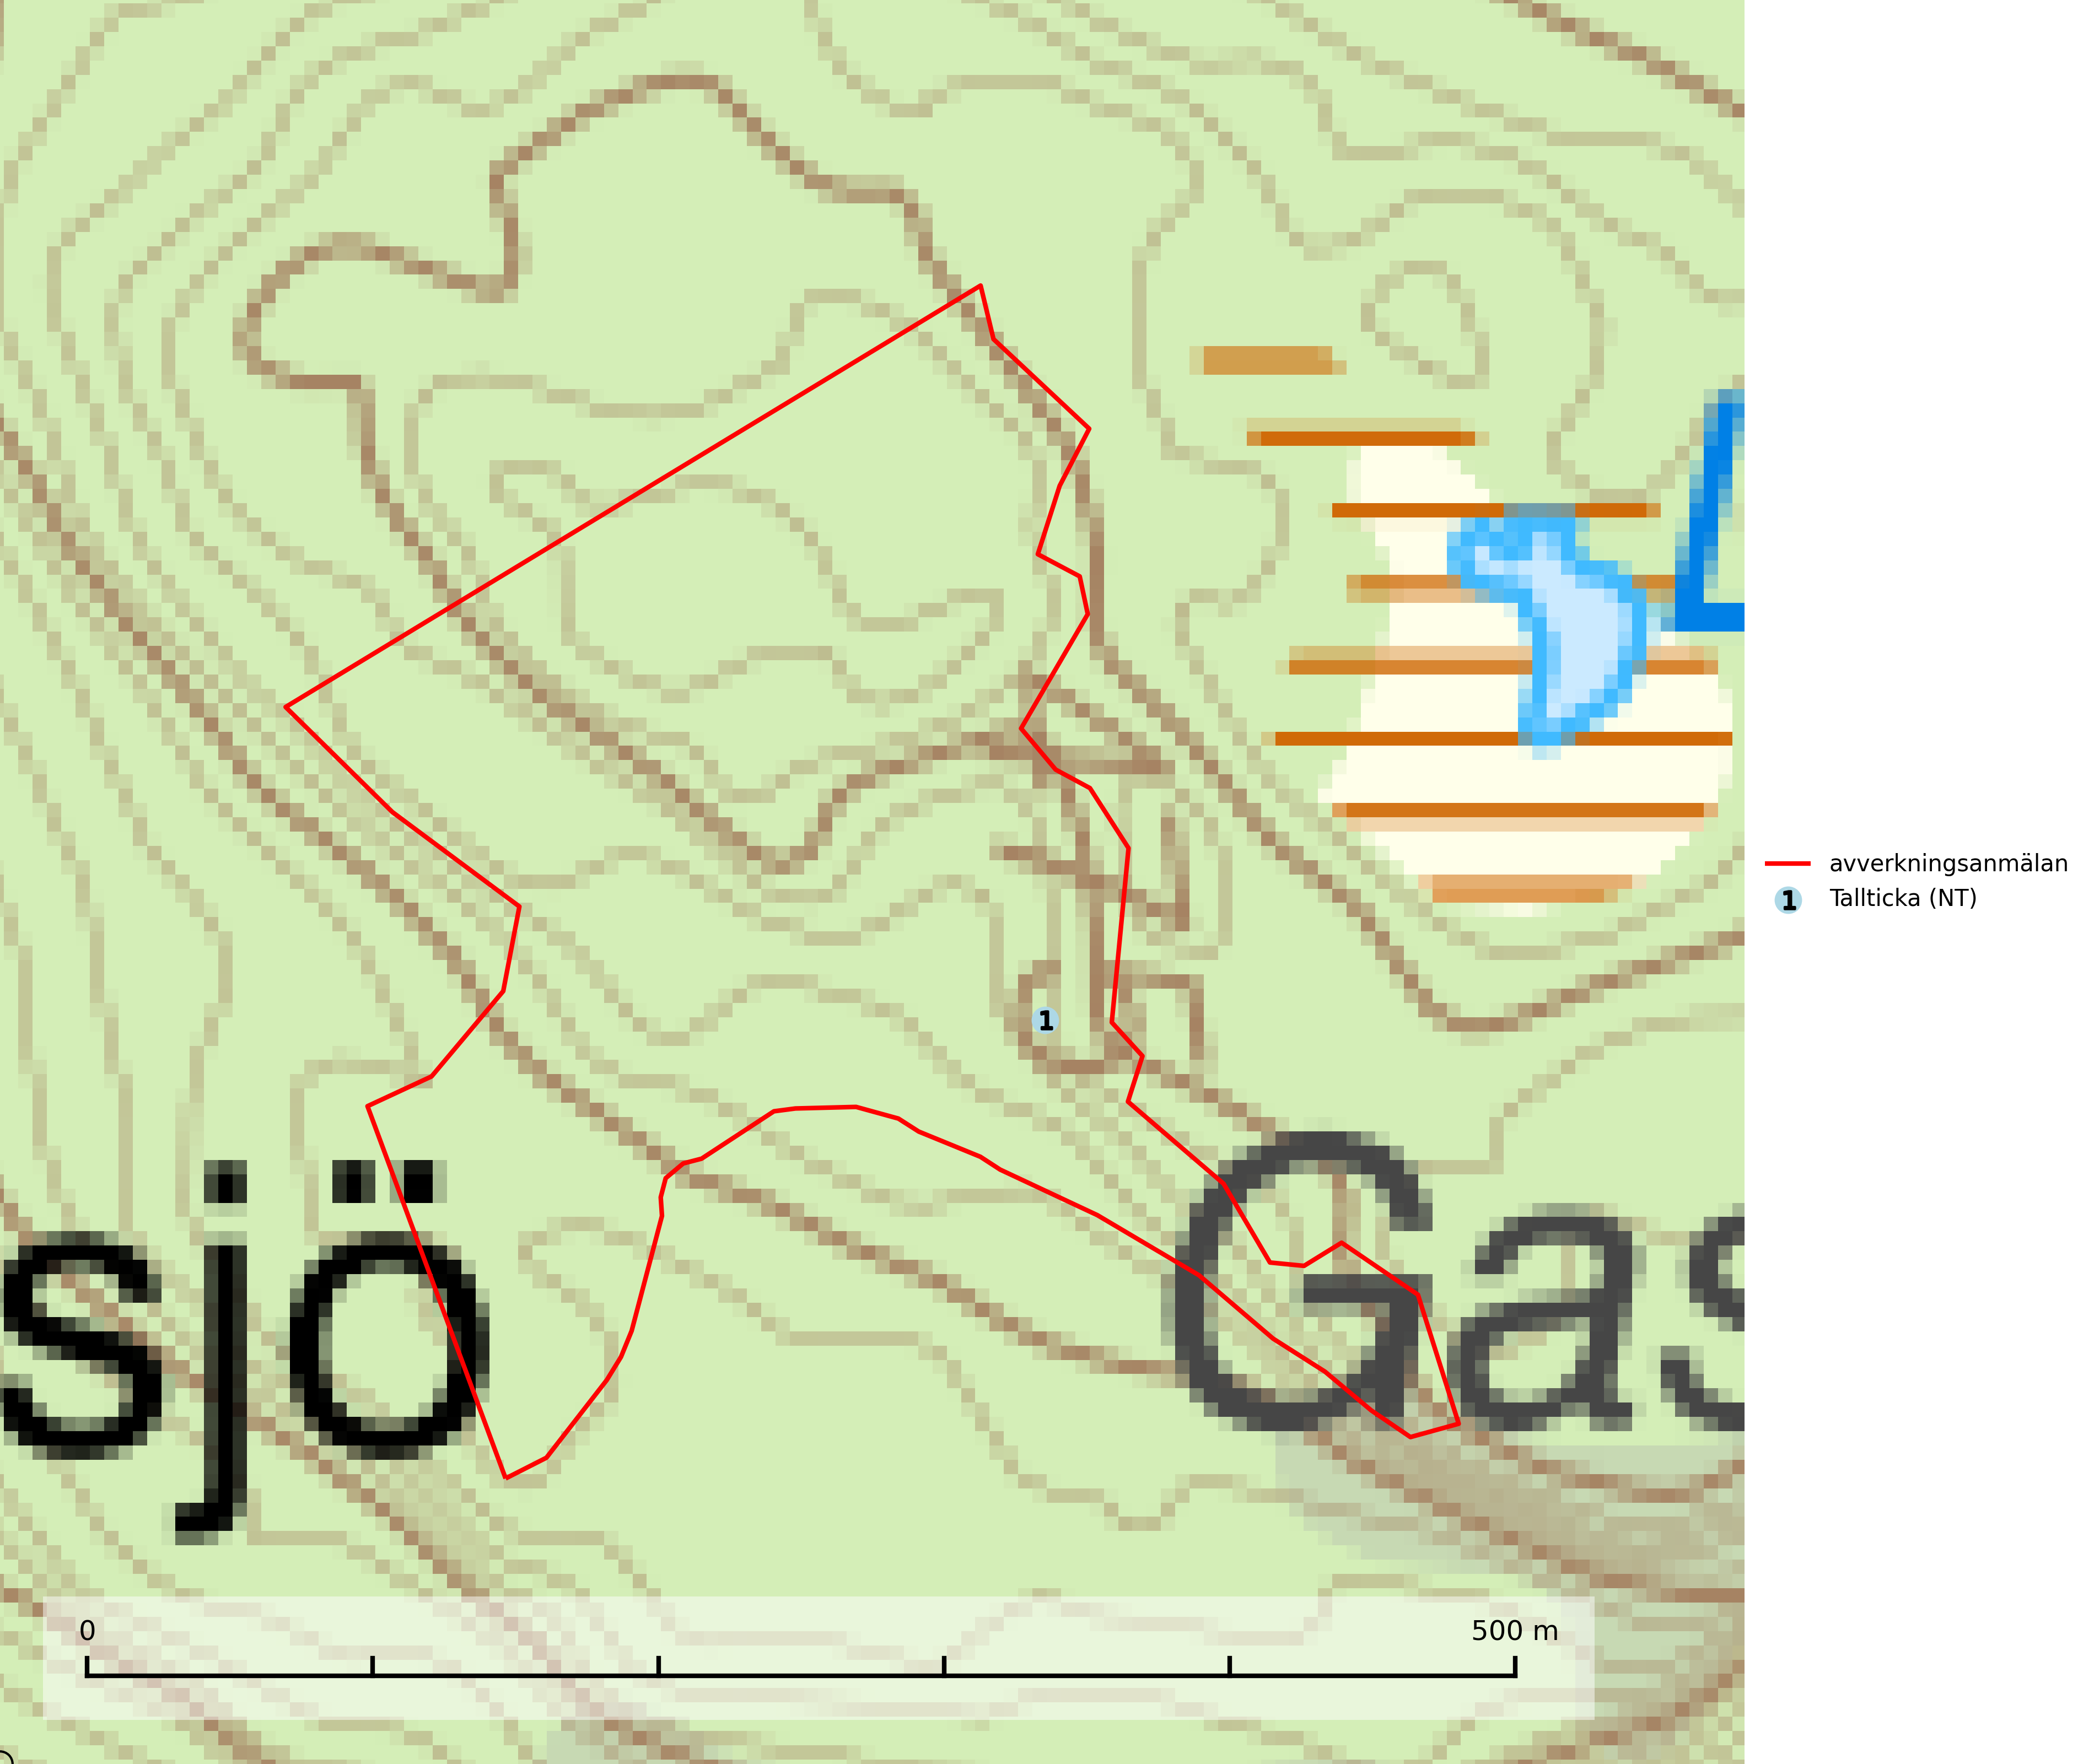 avverkningsanmälan
1 Tallticka (NT)
1
sjö
Gas
0 500 m